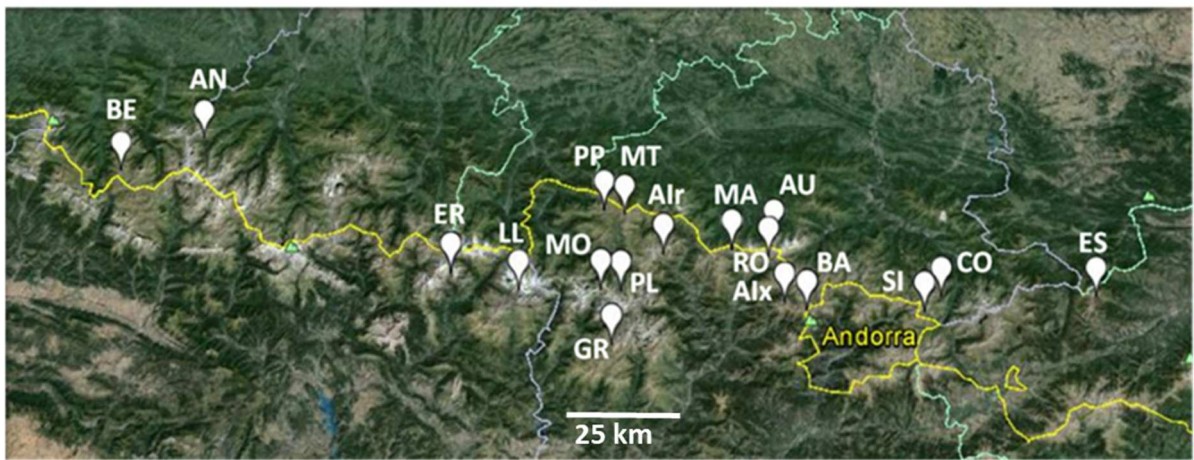 AN
BE
PP MT
AIr MA AU
ER LL MO
PL
RO BA SI CO ES
AIx
GR
Andorra
25 km